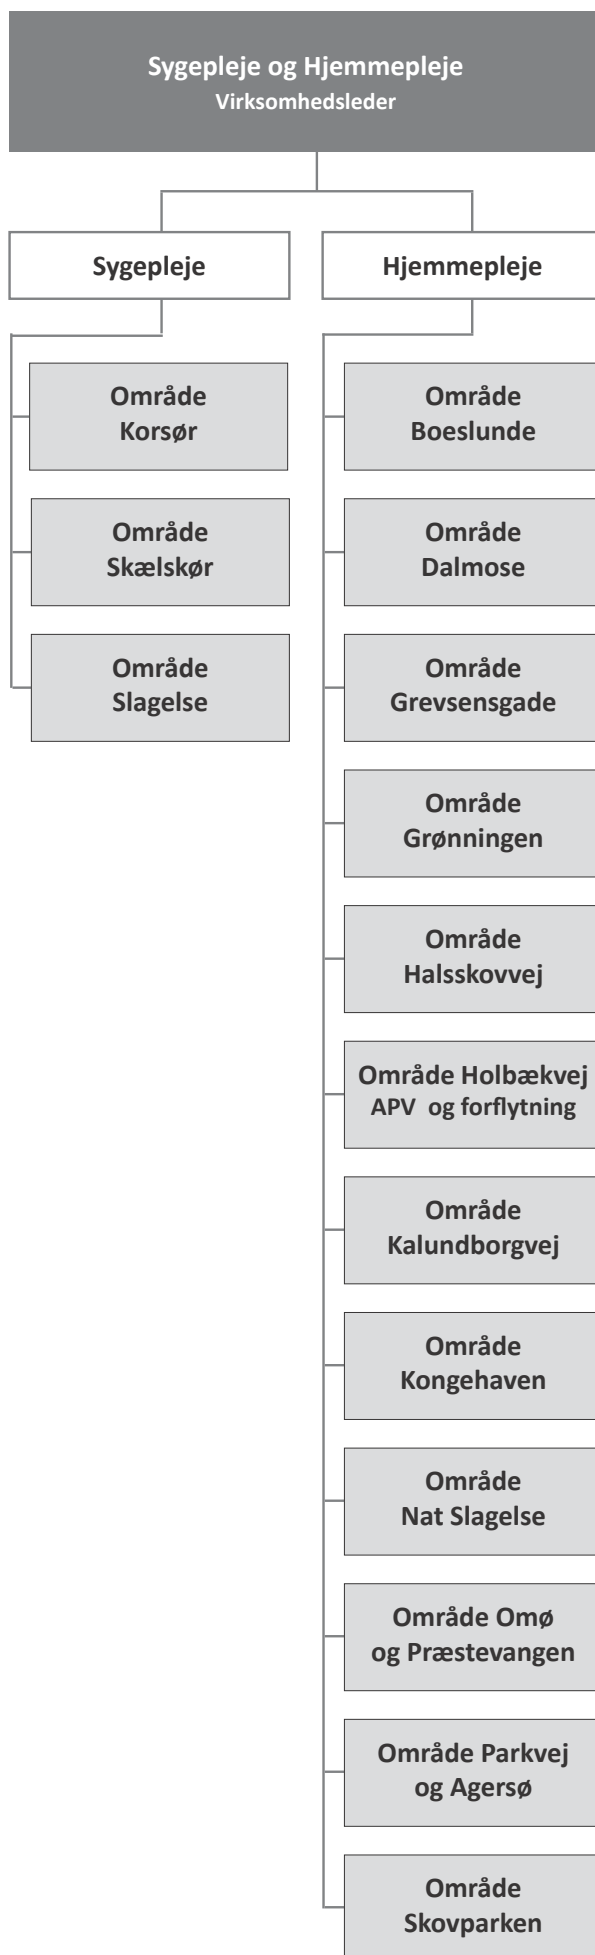 Sygepleje og Hjemmepleje
Virksomhedsleder
Sygepleje
Område
Korsør
Område
Skælskør
Område
Slagelse
Hjemmepleje
Område
Boeslunde
Område
Dalmose
Område
Grevsensgade
Område
Grønningen
Område
Halsskovvej
Område Holbækvej
APV og forflytning
Område
Kalundborgvej
Område
Kongehaven
Område
Nat Slagelse
Område Omø
og Præstevangen
Område Parkvej
og Agersø
Område
Skovparken